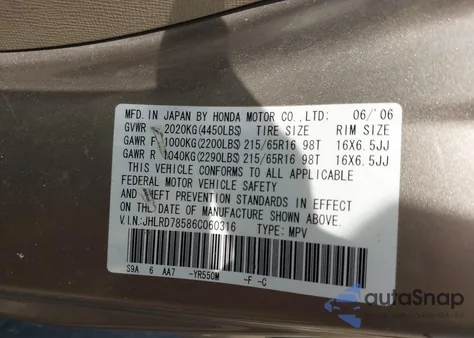 MFD. IN JAPAN BY HONDA MOTOR CO., LTD: 06/'06
GVWR 2020KG(4450LBS) TIRE SIZE RIM SIZE
GAWR F 1000KG(2200LBS) 215/65R16 98T 16X6.5JJ
GAWR R 1040KG(2290LBS) 215/65R16 98T 16X6.5JJ
THIS VEHICLE CONFORMS TO ALL APPLICABLE
FEDERAL MOTOR VEHICLE SAFETY
AND THEFT PREVENTION STANDARDS IN EFFECT
ON THE DATE OF MANUFACTURE SHOWN ABOVE.
V.I.N:JHLRD78586C060316 TYPE: MPV
S9A 6 AA7 -YR550M -F -C
autoSnap